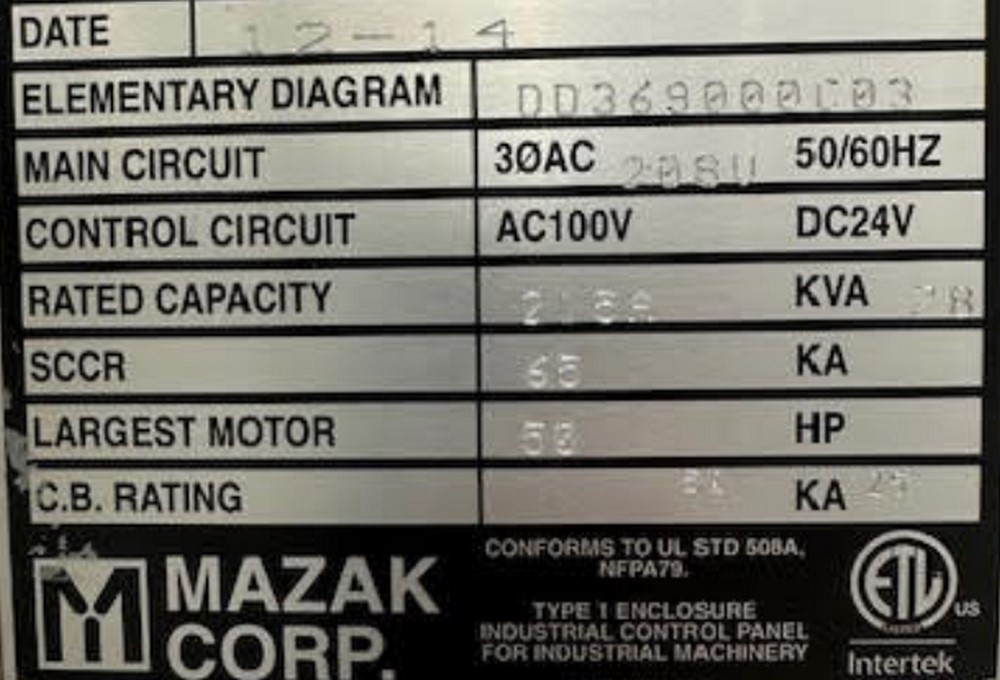 DATE 12-14
ELEMENTARY DIAGRAM DD369000C03
MAIN CIRCUIT 3ØAC 208V 50/60HZ
CONTROL CIRCUIT AC100V DC24V
RATED CAPACITY KVA 78
SCCR 65 KA
LARGEST MOTOR 50 HP
C.B. RATING KA
MAZAK
CORP.
CONFORMS TO UL STD 508A,
NFPA79.
TYPE 1 ENCLOSURE
INDUSTRIAL CONTROL PANEL
FOR INDUSTRIAL MACHINERY
ETL
US
Intertek